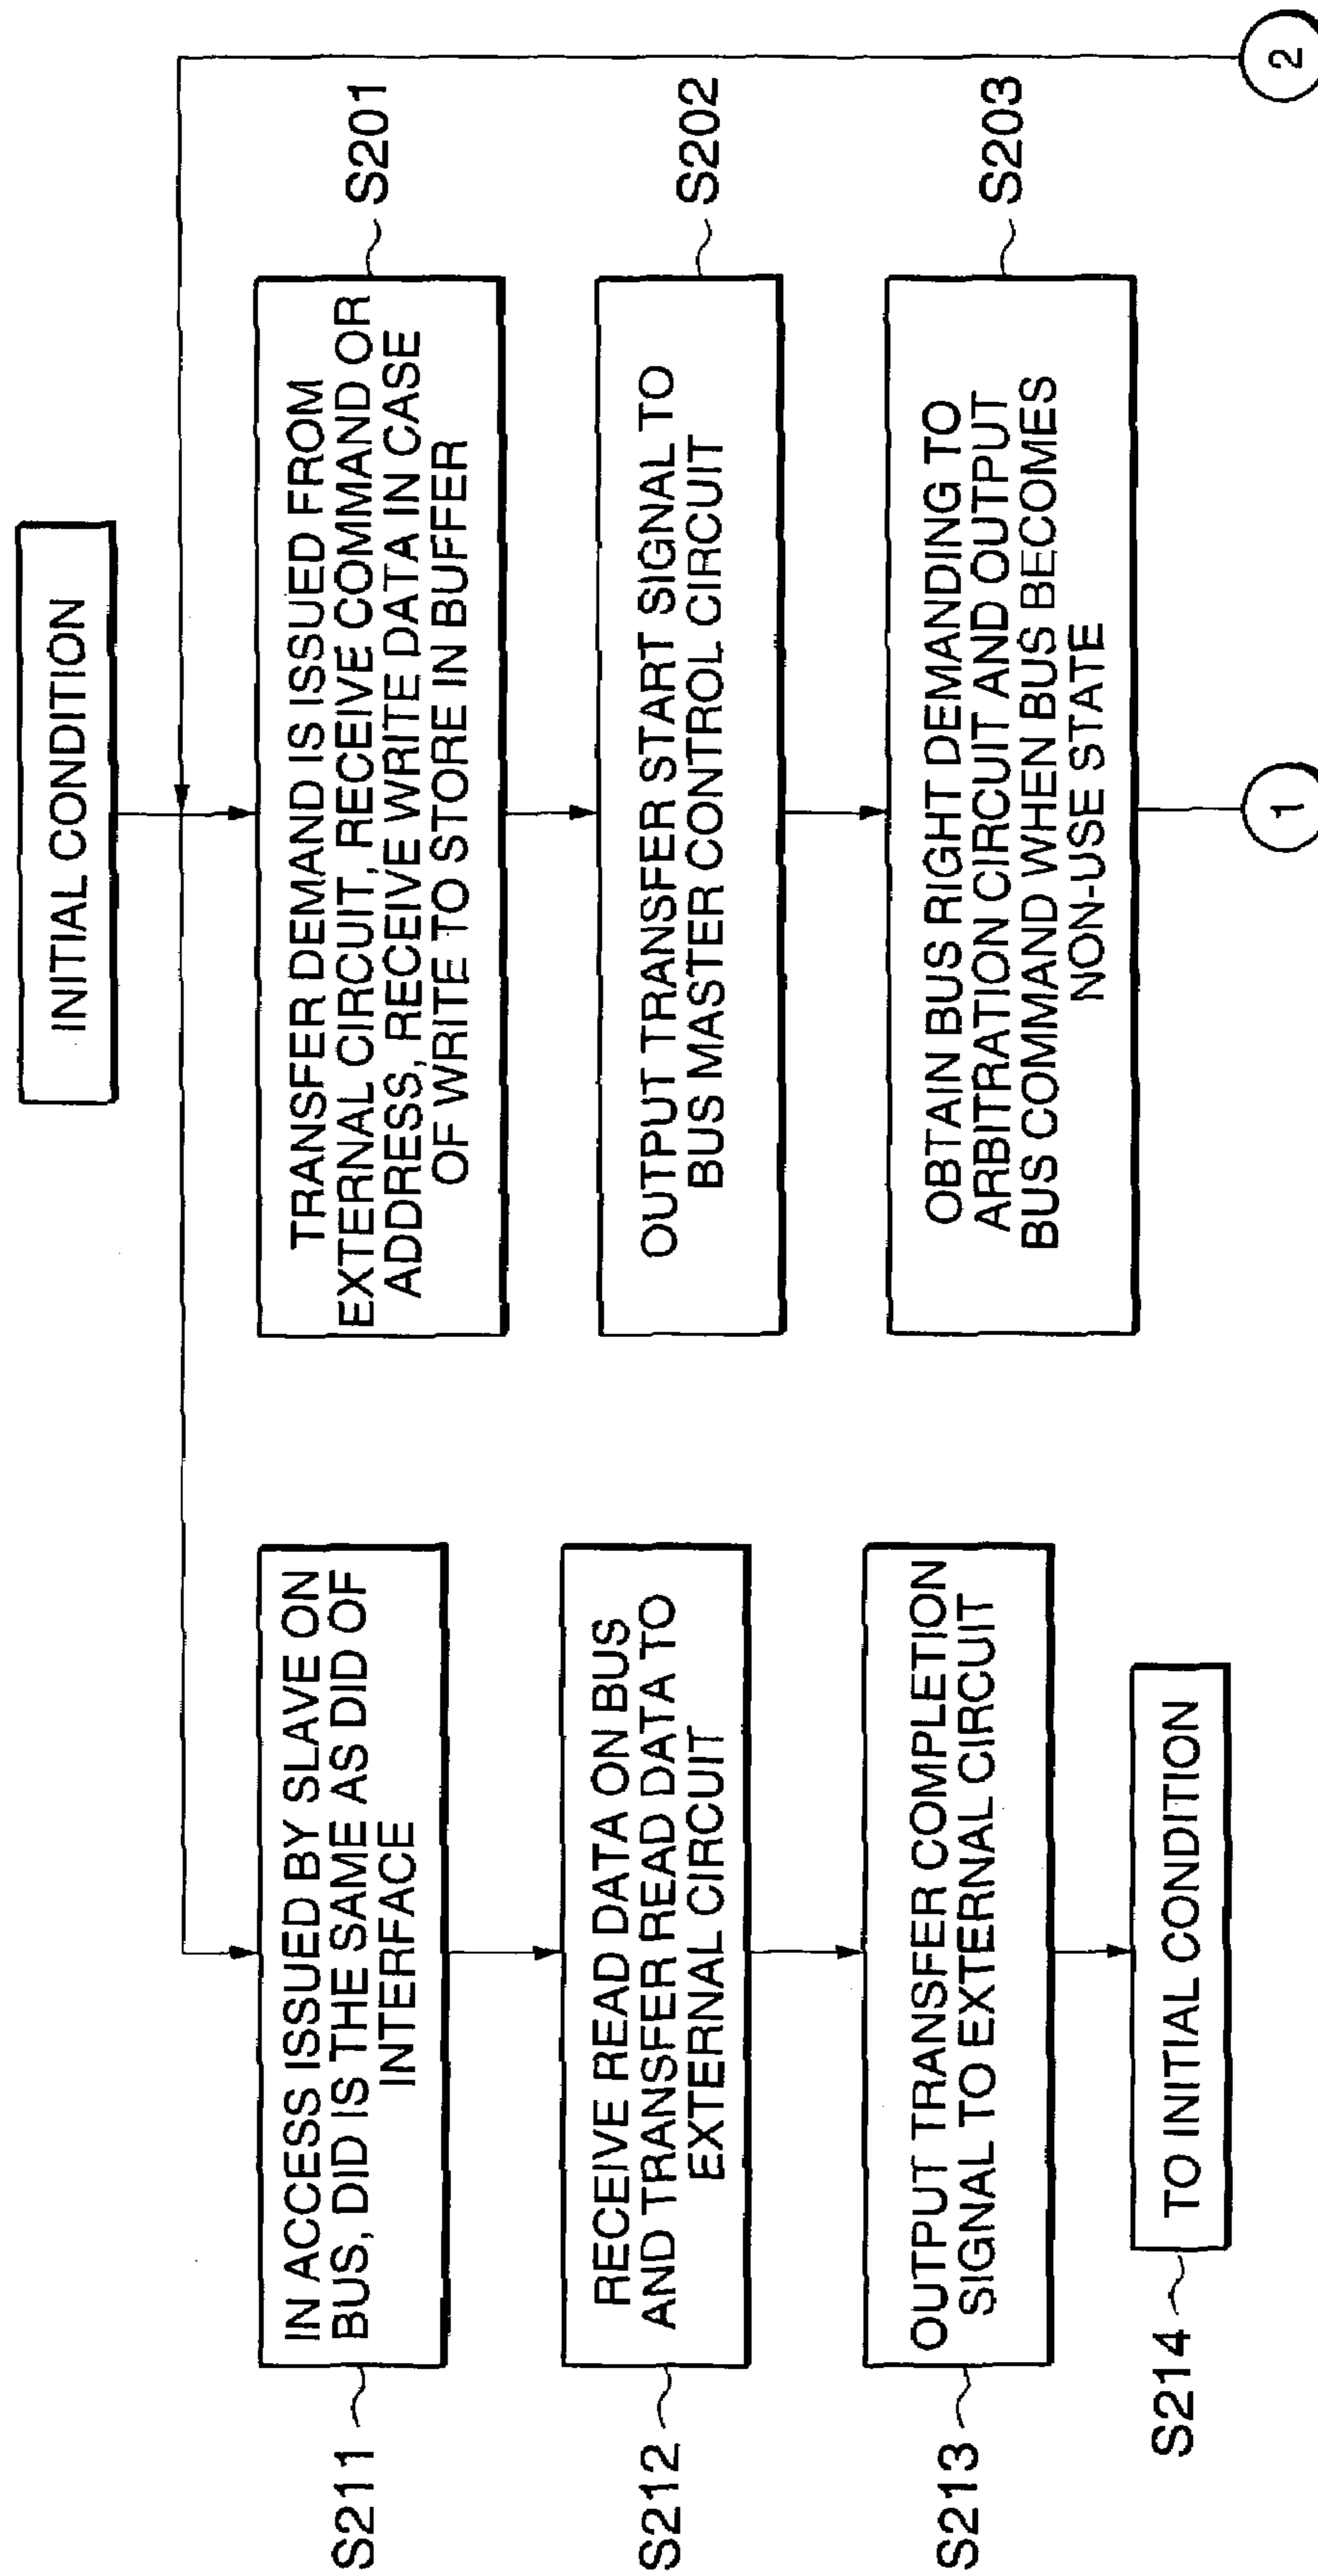 INITIAL CONDITION
2
S211
IN ACCESS ISSUED BY SLAVE ON
BUS, DID IS THE SAME AS DID OF
INTERFACE
S212
RECEIVE READ DATA ON BUS
AND TRANSFER READ DATA TO
EXTERNAL CIRCUIT
S213
OUTPUT TRANSFER COMPLETION
SIGNAL TO EXTERNAL CIRCUIT
S214
TO INITIAL CONDITION
TRANSFER DEMAND IS ISSUED FROM
EXTERNAL CIRCUIT, RECEIVE COMMAND OR
ADDRESS, RECEIVE WRITE DATA IN CASE
OF WRITE TO STORE IN BUFFER
S201
OUTPUT TRANSFER START SIGNAL TO
BUS MASTER CONTROL CIRCUIT
S202
OBTAIN BUS RIGHT DEMANDING TO
ARBITRATION CIRCUIT AND OUTPUT
BUS COMMAND WHEN BUS BECOMES
NON-USE STATE
S203
1